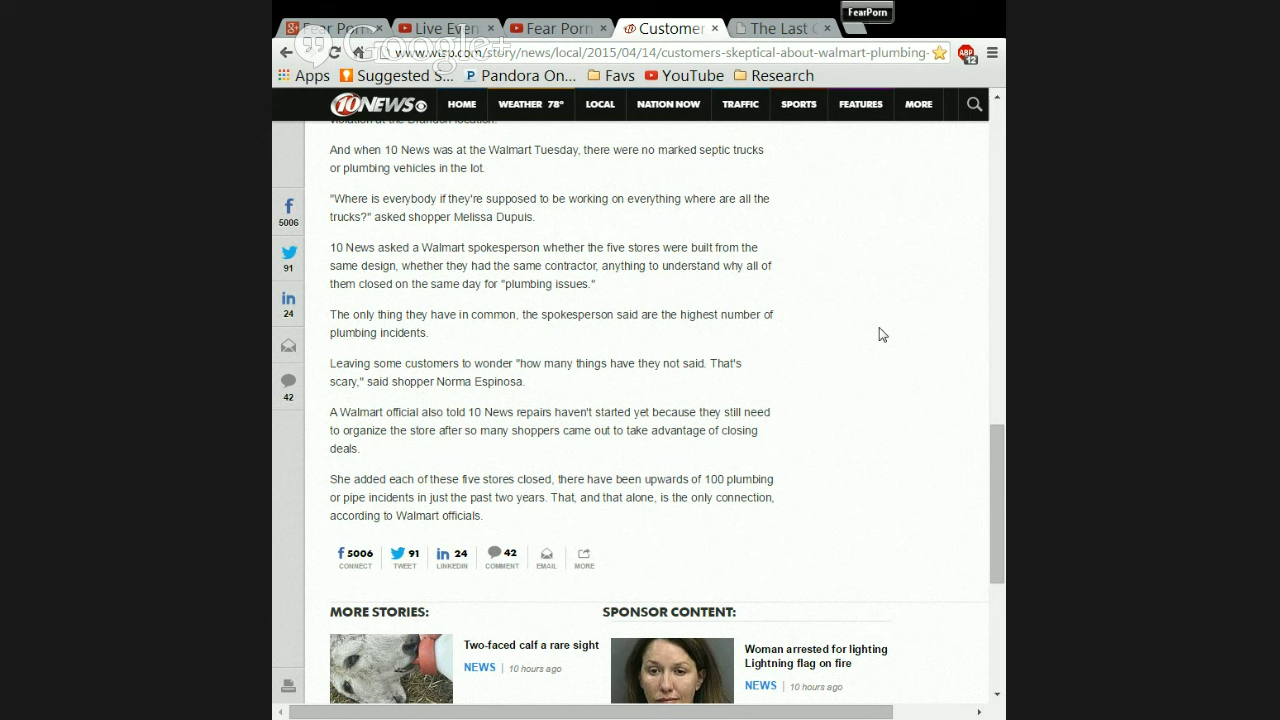 FearPorn
Fear Porn
Live Even
Fear Porn
Customer
The Last
Google+
www.wtsp.com/story/news/local/2015/04/14/customers-skeptical-about-walmart-plumbing-
ABP
12
Apps
Suggested S...
Pandora On...
Favs
YouTube
Research
10NEWS
HOME
WEATHER 78º
LOCAL
NATION NOW
TRAFFIC
SPORTS
FEATURES
MORE
violation at the Brandon location.
And when 10 News was at the Walmart Tuesday, there were no marked septic trucks
or plumbing vehicles in the lot.
"Where is everybody if they're supposed to be working on everything where are all the
trucks?" asked shopper Melissa Dupuis.
10 News asked a Walmart spokesperson whether the five stores were built from the
same design, whether they had the same contractor, anything to understand why all of
them closed on the same day for "plumbing issues."
The only thing they have in common, the spokesperson said are the highest number of
plumbing incidents.
Leaving some customers to wonder "how many things have they not said. That's
scary," said shopper Norma Espinosa.
A Walmart official also told 10 News repairs haven't started yet because they still need
to organize the store after so many shoppers came out to take advantage of closing
deals.
She added each of these five stores closed, there have been upwards of 100 plumbing
or pipe incidents in just the past two years. That, and that alone, is the only connection,
according to Walmart officials.
5006
91
24
42
5006
CONNECT
91
TWEET
24
LINKEDIN
42
COMMENT
EMAIL
MORE
MORE STORIES:
Two-faced calf a rare sight
NEWS | 10 hours ago
SPONSOR CONTENT:
Woman arrested for lighting
Lightning flag on fire
NEWS | 10 hours ago